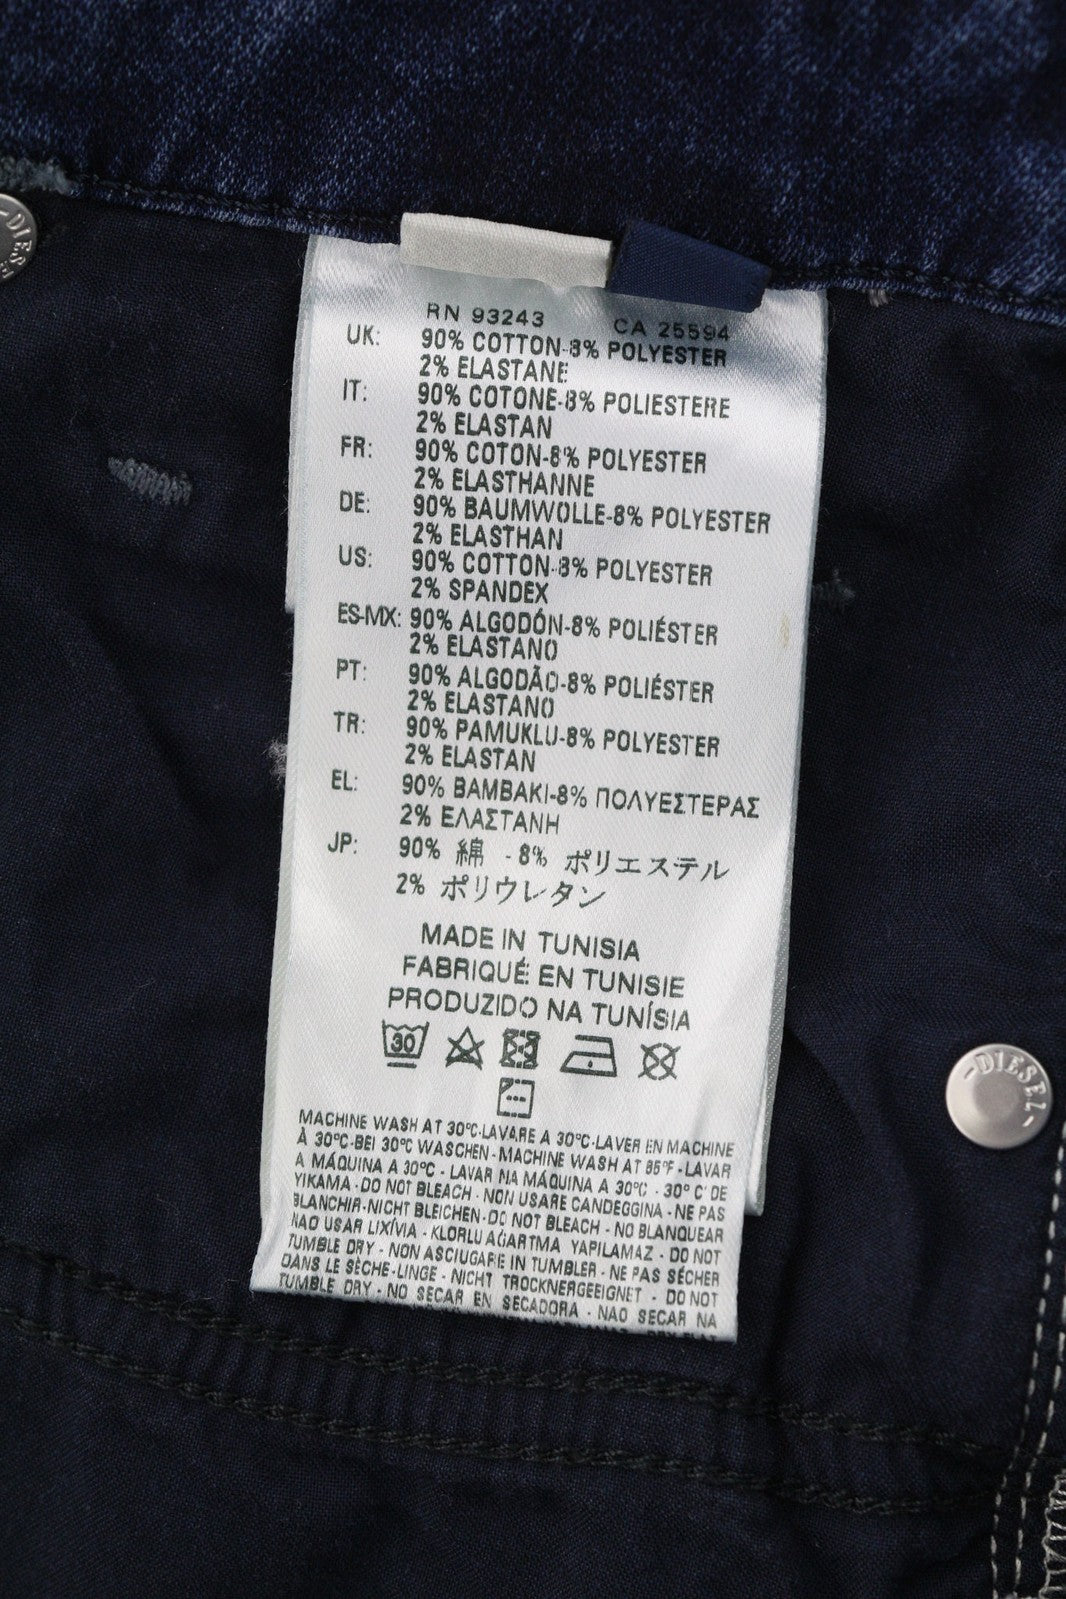 DIESEL
RN 93243 CA 25594
UK: 90% COTTON-8% POLYESTER
2% ELASTANE
IT: 90% COTONE-8% POLIESTERE
2% ELASTAN
FR: 90% COTON-8% POLYESTER
2% ELASTHANNE
DE: 90% BAUMWOLLE-8% POLYESTER
2% ELASTHAN
US: 90% COTTON-8% POLYESTER
2% SPANDEX
ES-MX: 90% ALGODÓN-8% POLIÉSTER
2% ELASTANO
PT: 90% ALGODÃO-8% POLIÉSTER
2% ELASTANO
TR: 90% PAMUKLU-8% POLYESTER
2% ELASTAN
EL: 90% BAMBAKI-8% ΠΟΛΥΕΣΤΕΡΑΣ
2% ΕΛΑΣΤΑΝΗ
JP: 90% 綿 -8% ポリエステル
2% ポリウレタン
MADE IN TUNISIA
FABRIQUÉ EN TUNISIE
PRODUZIDO NA TUNÍSIA
30
MACHINE WASH AT 30°C-LAVARE A 30°C-LAVER EN MACHINE
À 30°C-BEI 30°C WASCHEN-MACHINE WASH AT 85°F-LAVAR
A MÁQUINA A 30°C - LAVAR NA MÁQUINA A 30°C - 30° C'DE
YIKAMA-DO NOT BLEACH - NON USARE CANDEGGINA-NE PAS
BLANCHIR-NICHT BLEICHEN-DO NOT BLEACH - NO BLANQUEAR
NAO USAR LIXÍVIA - KLORLU AGARTMA YAPILAMAZ - DO NOT
TUMBLE DRY - NON ASCIUGARE IN TUMBLER - NE PAS SÉCHER
DANS LE SÈCHE-LINGE - NICHT TROCKNERGEEIGNET - DO NOT
TUMBLE DRY - NO SECAR EN SECADORA - NAO SECAR NA
-DIESEL-